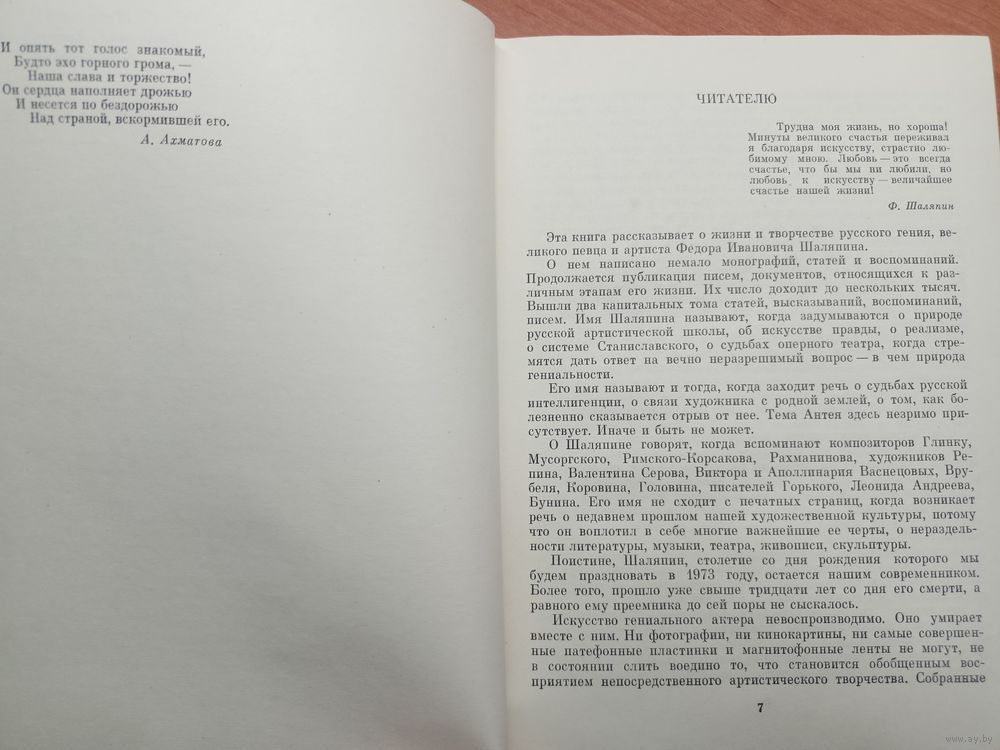 И опять тот голос знакомый,
Будто эхо горного грома, —
Наша слава и торжество!
Он сердца наполняет дрожью
И несется по бездорожью
Над страной, вскормившей его.
А. Ахматова
ЧИТАТЕЛЮ
Трудна моя жизнь, но хороша!
Минуты великого счастья переживал
я благодаря искусству, страстно лю-
бимому мною. Любовь — это всегда
счастье, что бы мы ни любили, но
любовь к искусству — величайшее
счастье нашей жизни!
Ф. Шаляпин
Эта книга рассказывает о жизни и творчестве русского гения, ве-
ликого певца и артиста Федора Ивановича Шаляпина.
О нем написано немало монографий, статей и воспоминаний.
Продолжается публикация писем, документов, относящихся к раз-
личным этапам его жизни. Их число доходит до нескольких тысяч.
Вышли два капитальных тома статей, высказываний, воспоминаний,
писем. Имя Шаляпина называют, когда задумываются о природе
русской артистической школы, об искусстве правды, о реализме,
о системе Станиславского, о судьбах оперного театра, когда стре-
мятся дать ответ на вечно неразрешимый вопрос — в чем природа
гениальности.
Его имя называют и тогда, когда заходит речь о судьбах русской
интеллигенции, о связи художника с родной землей, о том, как бо-
лезненно сказывается отрыв от нее. Тема Антея здесь незримо при-
сутствует. Иначе и быть не может.
О Шаляпине говорят, когда вспоминают композиторов Глинку,
Мусоргского, Римского-Корсакова, Рахманинова, художников Ре-
пина, Валентина Серова, Виктора и Аполлинария Васнецовых, Вру-
беля, Коровина, Головина, писателей Горького, Леонида Андреева,
Бунина. Его имя не сходит с печатных страниц, когда возникает
речь о недавнем прошлом нашей художественной культуры, потому
что он воплотил в себе многие важнейшие ее черты, о нераздель-
ности литературы, музыки, театра, живописи, скульптуры.
Поистине, Шаляпин, столетие со дня рождения которого мы
будем праздновать в 1973 году, остается нашим современником.
Более того, прошло уже свыше тридцати лет со дня его смерти, а
равного ему преемника до сей поры не сыскалось.
Искусство гениального актера невоспроизводимо. Оно умирает
вместе с ним. Ни фотографии, ни кинокартины, ни самые совершен-
ные патефонные пластинки и магнитофонные ленты не могут, не
в состоянии слить воедино то, что становится обобщенным вос-
приятием непосредственного артистического творчества. Собранные
7
www.ay.by